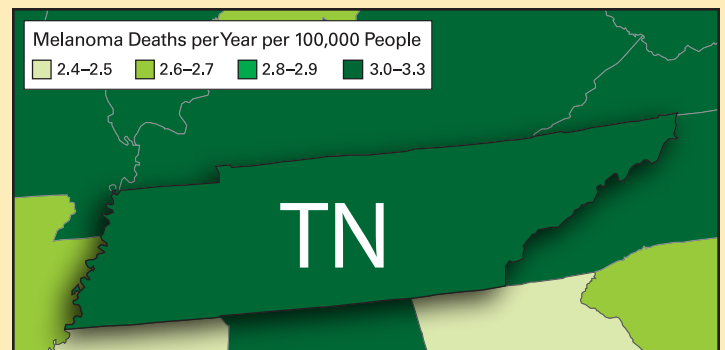 Melanoma Deaths per Year per 100,000 People
2.4–2.5 2.6–2.7 2.8–2.9 3.0–3.3
TN